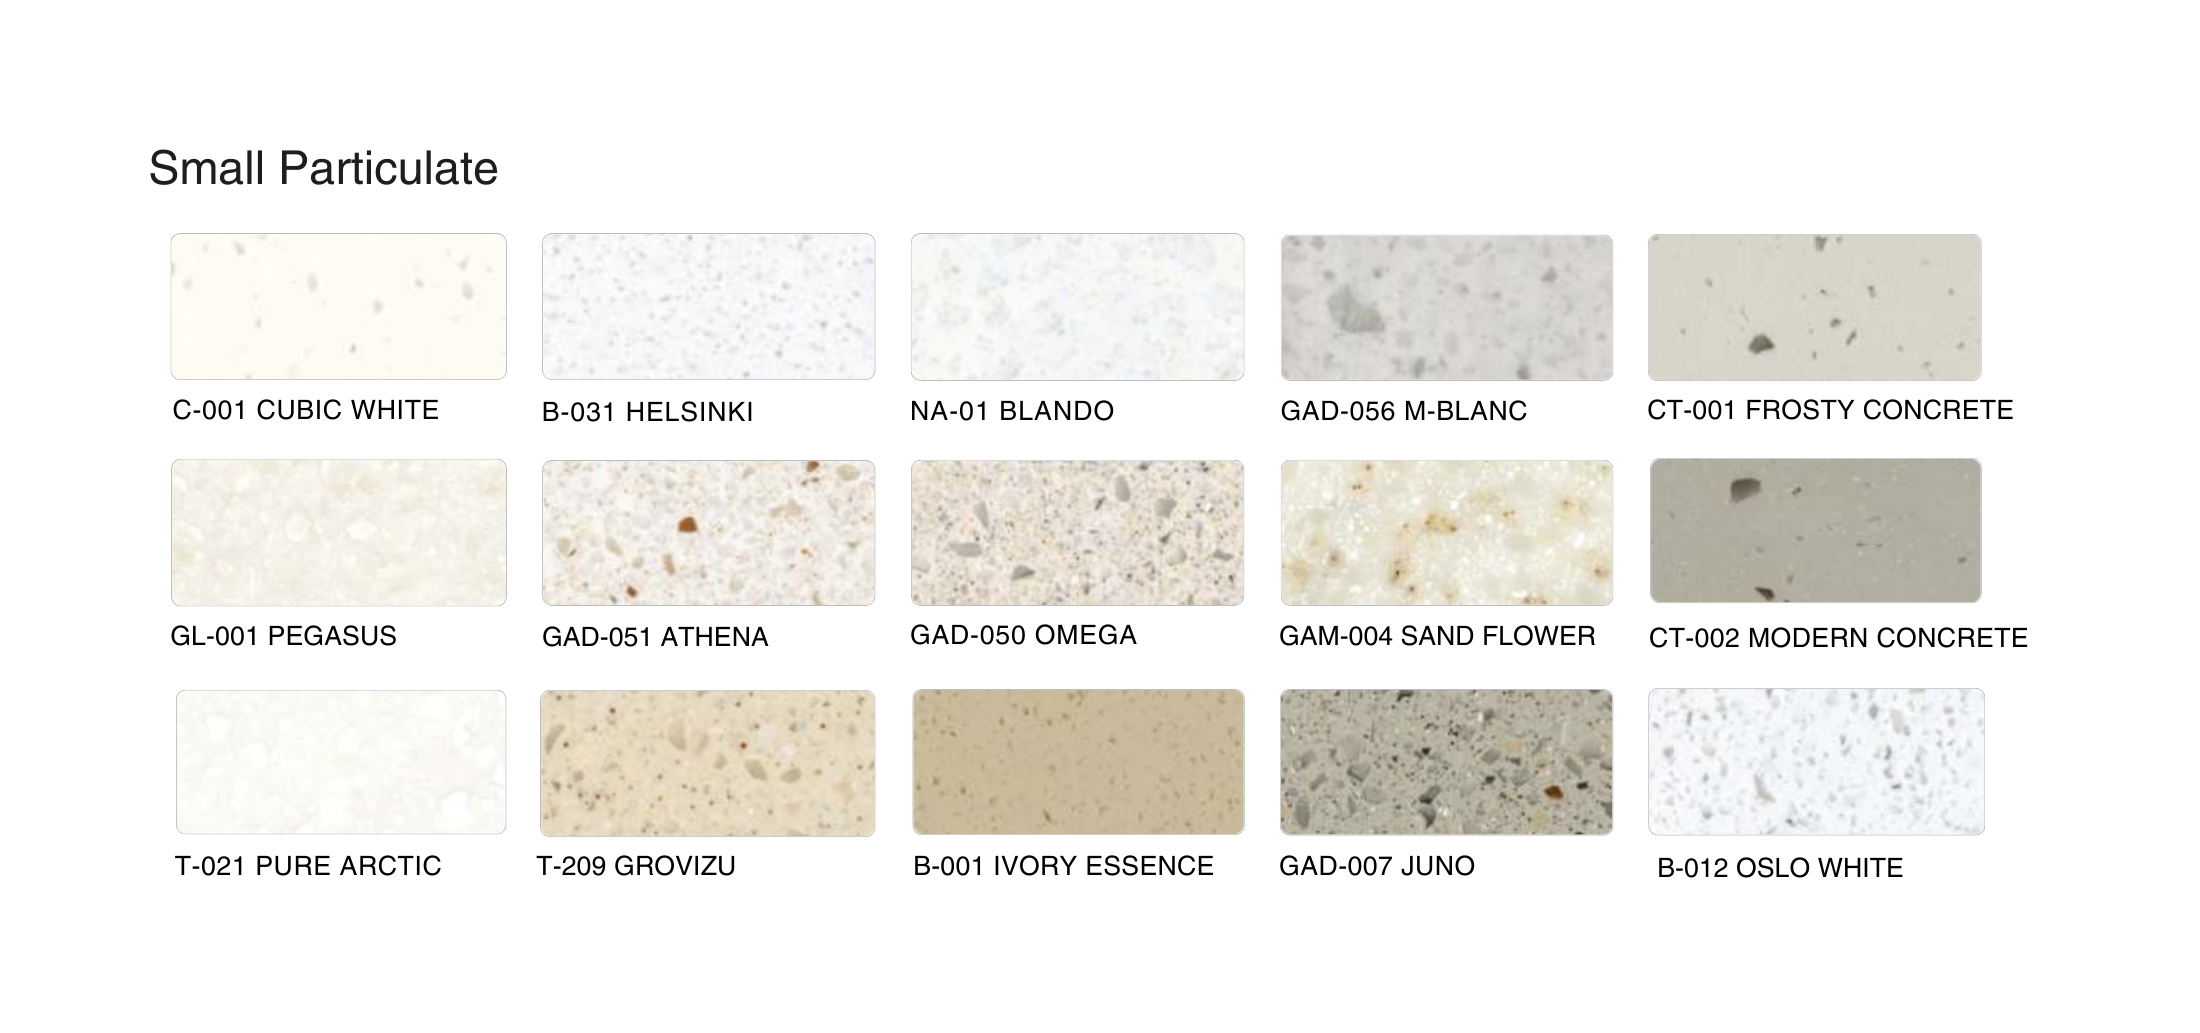 Small Particulate
C-001 CUBIC WHITE
B-031 HELSINKI
NA-01 BLANDO
GAD-056 M-BLANC
CT-001 FROSTY CONCRETE
GL-001 PEGASUS
GAD-051 ATHENA
GAD-050 OMEGA
GAM-004 SAND FLOWER
CT-002 MODERN CONCRETE
T-021 PURE ARCTIC
T-209 GROVIZU
B-001 IVORY ESSENCE
GAD-007 JUNO
B-012 OSLO WHITE